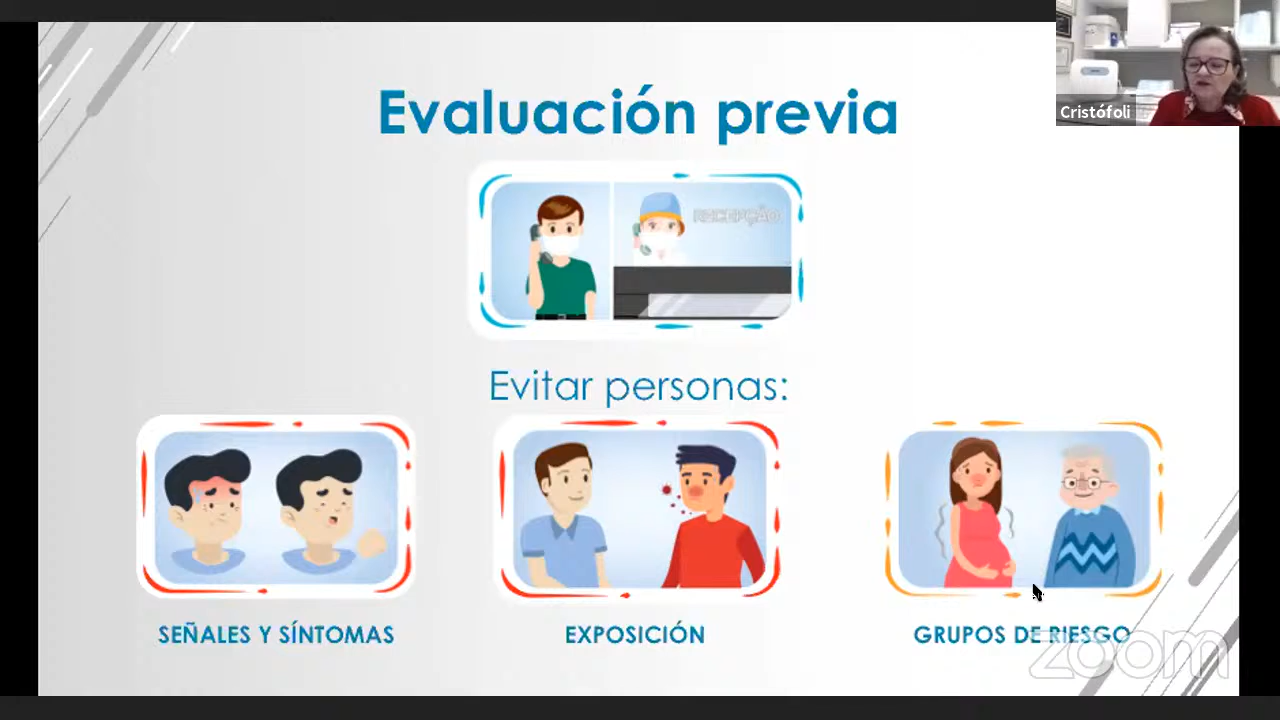 Evaluación previa
Cristófoli
RECEPÇÃO
Evitar personas:
SEÑALES Y SÍNTOMAS
EXPOSICIÓN
GRUPOS DE RIESGO
zoom